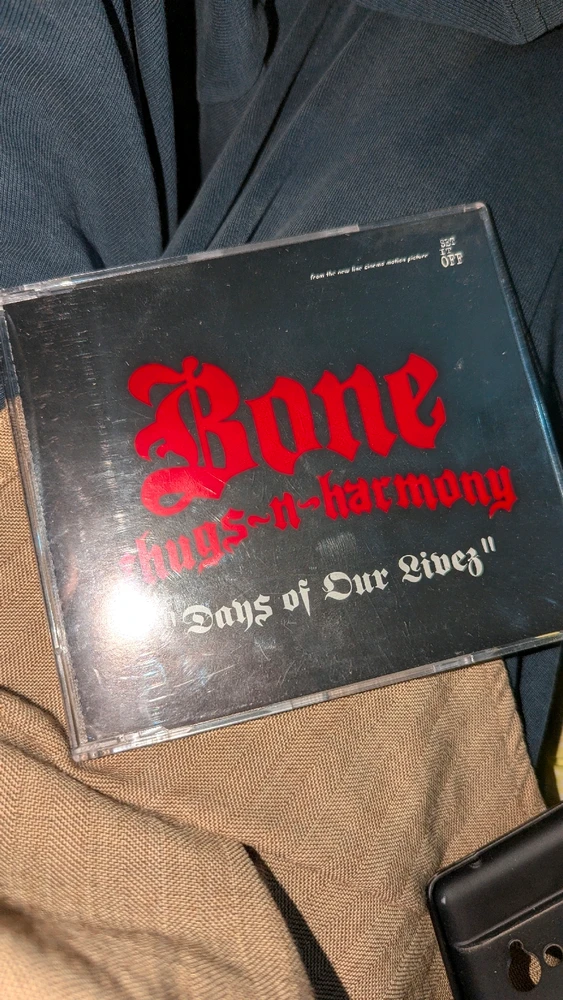 from the new line cinema motion picture
SET
IT
OFF
Bone
thugs~n~harmony
"Days of Our Livez"